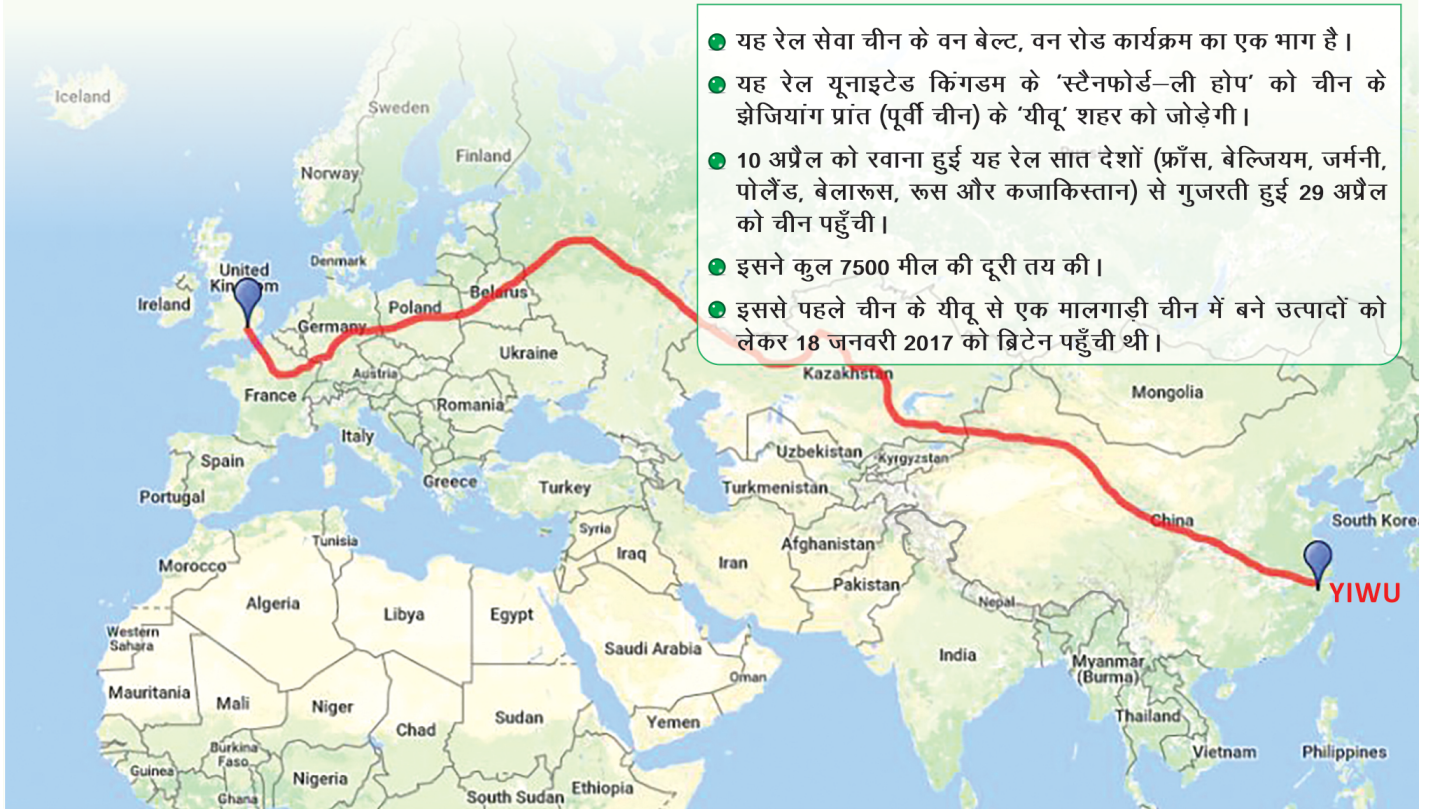 यह रेल सेवा चीन के वन बेल्ट, वन रोड कार्यक्रम का एक भाग है।
यह रेल यूनाइटेड किंगडम के 'स्टैनफोर्ड–ली होप' को चीन के
झेजियांग प्रांत (पूर्वी चीन) के 'यीवू' शहर को जोड़ेगी।
10 अप्रैल को रवाना हुई यह रेल सात देशों (फ्राँस, बेल्जियम, जर्मनी,
पोलैंड, बेलारूस, रूस और कजाकिस्तान) से गुजरती हुई 29 अप्रैल
को चीन पहुँची।
इसने कुल 7500 मील की दूरी तय की।
इससे पहले चीन के यीवू से एक मालगाड़ी चीन में बने उत्पादों को
लेकर 18 जनवरी 2017 को ब्रिटेन पहुँची थी।
Iceland
Sweden
Finland
Norway
Denmark
United
Kingdom
Ireland
Belarus
Poland
Germany
Ukraine
Austria
Kazakhstan
France
Mongolia
Romania
Italy
Uzbekistan
Kyrgyzstan
Spain
Greece
Turkey
Turkmenistan
Portugal
China
South Kore
Syria
Tunisia
Afghanistan
Iraq
Iran
Morocco
Pakistan
YIWU
Nepal
Algeria
Libya
Egypt
Western
Sahara
Saudi Arabia
India
Myanmar
(Burma)
Oman
Mauritania
Mali
Niger
Sudan
Yemen
Thailand
Chad
Burkina
Faso
Vietnam
Philippines
Guinea
Nigeria
Ethiopia
Ghana
South Sudan